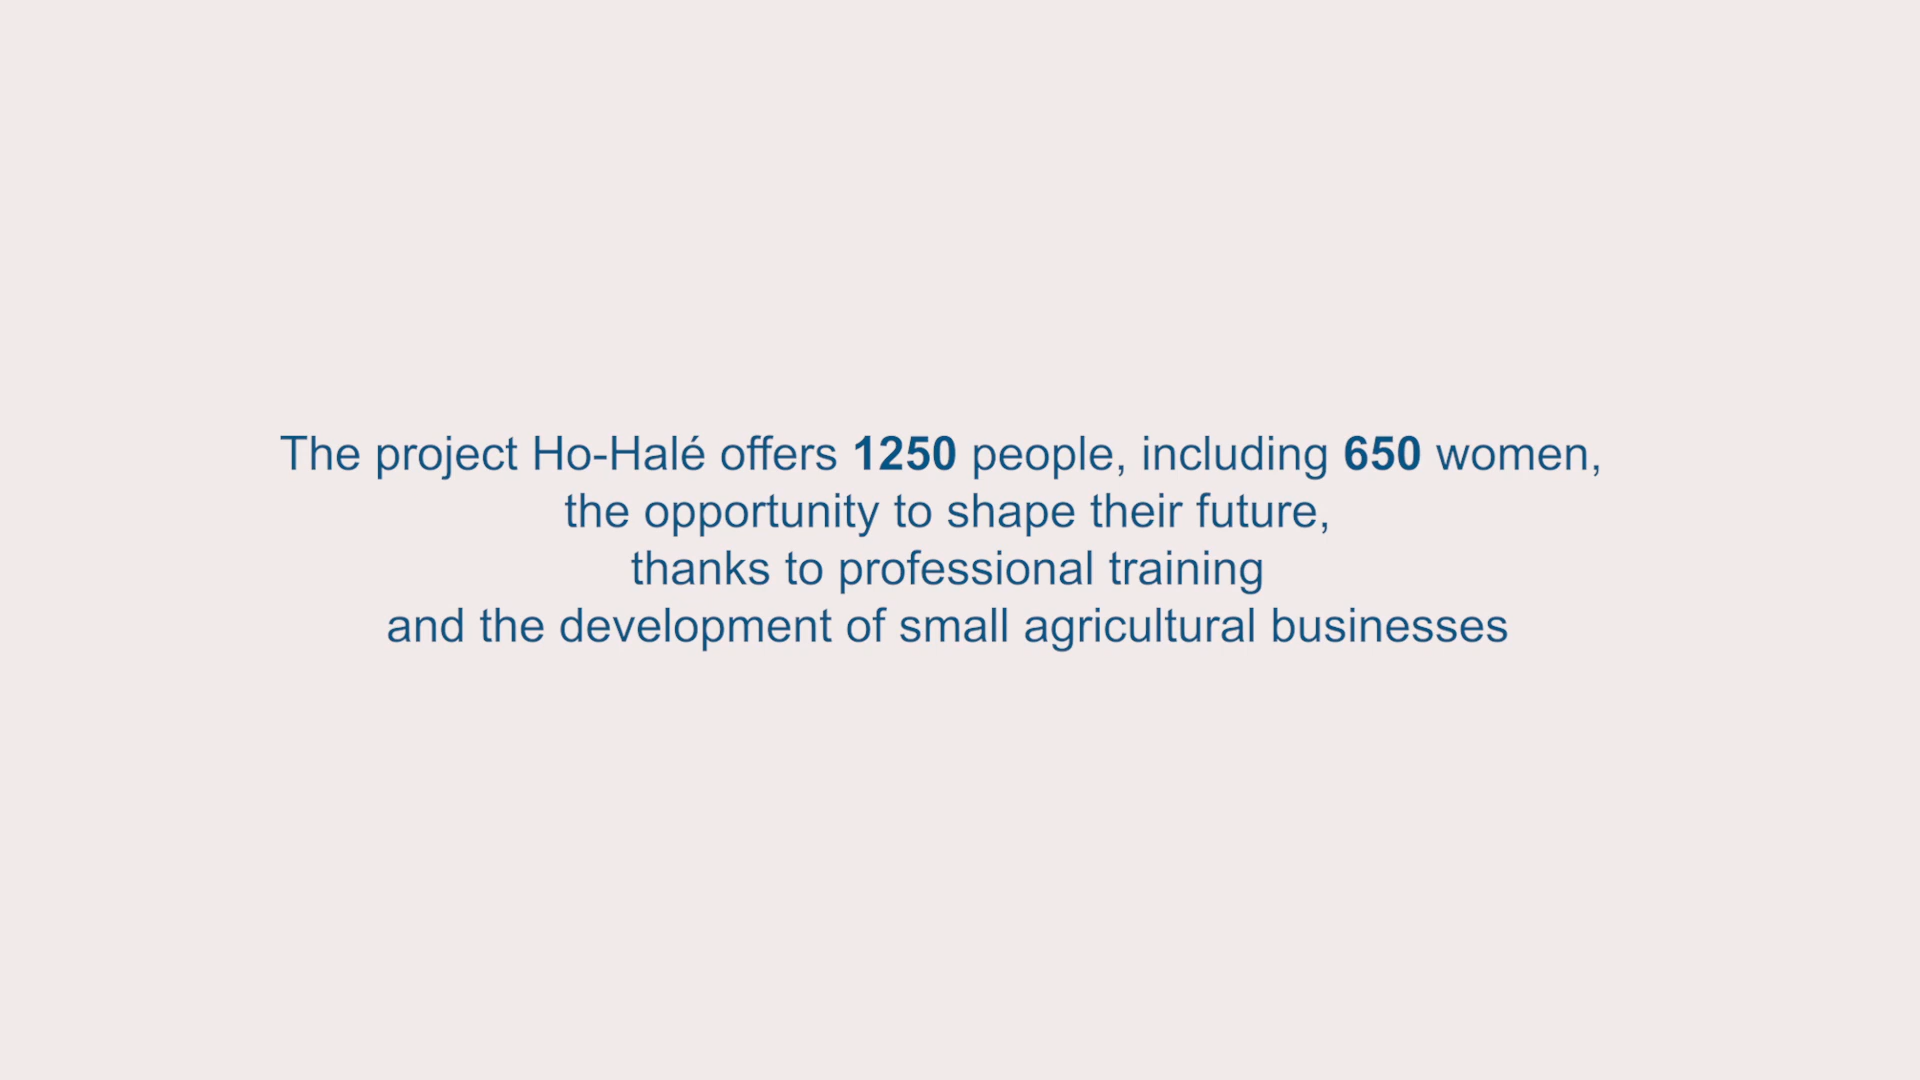 The project Ho-Halé offers 1250 people, including 650 women,
the opportunity to shape their future,
thanks to professional training
and the development of small agricultural businesses